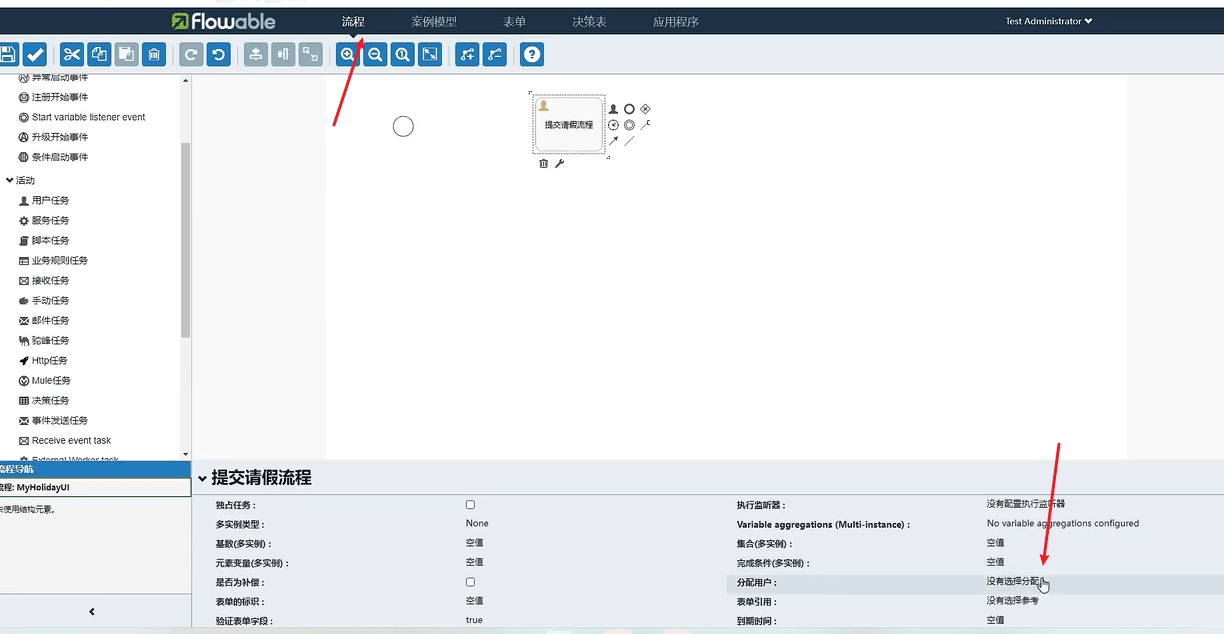 flowable 流程 案例模型 表单 决策表 应用程序 Test Administrator
异常启动事件
注册开始事件
Start variable listener event
升级开始事件
条件启动事件
活动
用户任务
服务任务
脚本任务
业务规则任务
接收任务
手动任务
邮件任务
驼峰任务
Http任务
Mule任务
决策任务
事件发送任务
Receive event task
External Worker task
提交请假流程
流程导航
流程: MyHolidayUI
未使用结构元素。
提交请假流程
独占任务 : 执行监听器 : 没有配置执行监听器
多实例类型 : None Variable aggregations (Multi-instance) : No variable aggregations configured
基数(多实例) : 空值 集合(多实例) : 空值
元素变量(多实例) : 空值 完成条件(多实例) : 空值
是否为补偿 : 分配用户 : 没有选择分配
表单的标识 : 空值 表单引用 : 没有选择参考
验证表单字段 : true 到期时间 : 空值